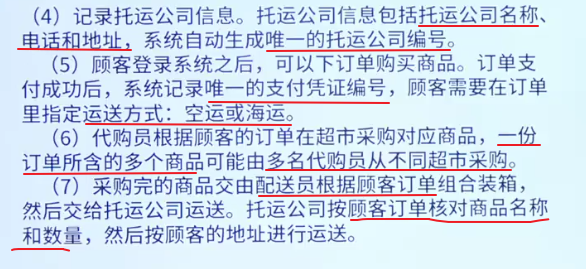 （4）记录托运公司信息。托运公司信息包括托运公司名称、
电话和地址，系统自动生成唯一的托运公司编号。
（5）顾客登录系统之后，可以下订单购买商品。订单支
付成功后，系统记录唯一的支付凭证编号，顾客需要在订单
里指定运送方式：空运或海运。
（6）代购员根据顾客的订单在超市采购对应商品，一份
订单所含的多个商品可能由多名代购员从不同超市采购。
（7）采购完的商品交由配送员根据顾客订单组合装箱，
然后交给托运公司运送。托运公司按顾客订单核对商品名称
和数量，然后按顾客的地址进行运送。